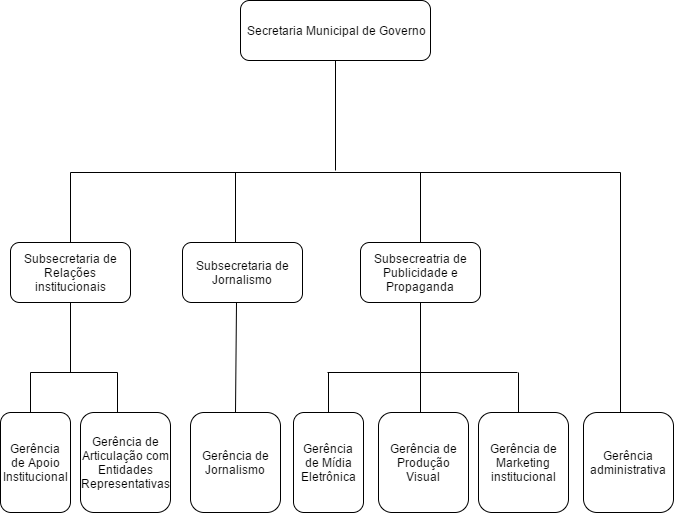 Secretaria Municipal de Governo
Subsecretaria de
Relações
institucionais
Subsecretaria de
Jornalismo
Subsecreatria de
Publicidade e
Propaganda
Gerência
de Apoio
Institucional
Gerência de
Articulação com
Entidades
Representativas
Gerência de
Jornalismo
Gerência
de Mídia
Eletrônica
Gerência de
Produção
Visual
Gerência de
Marketing
institucional
Gerência
administrativa